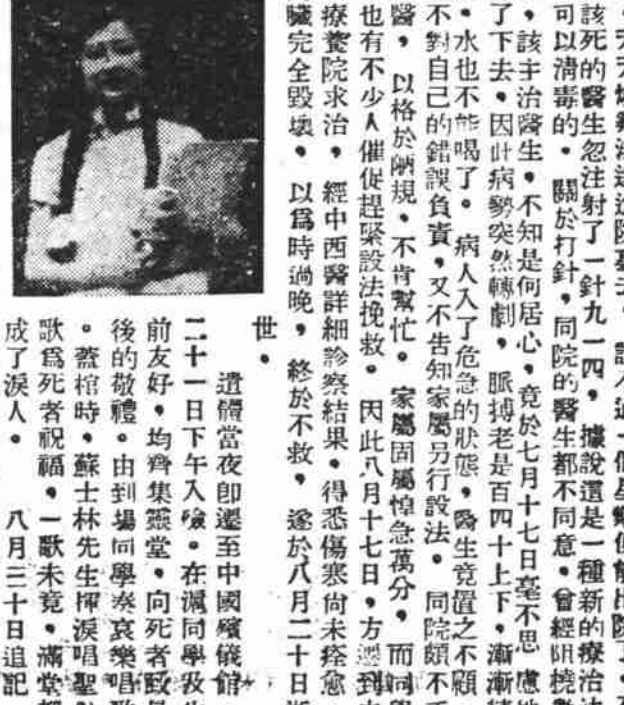 該死的醫生忽注射了一針九一四，據說還是一種新的療治法
可以清毒的。關於打針，同院的醫生都不同意。曾經阻撓數
，該主治醫生，不知是何居心，竟於七月十七日毫不思慮地
了下去。因此病勢突然轉劇，脈搏老是百四十上下，漸漸
。水也不能喝了。病人入了危急的狀態，醫生竟置之不顧
不對自己的錯誤負責，又不告知家屬另行設法。同院頗不
醫，以格於陋規，不肯幫忙。家屬固屬惶急萬分，而同學
也有不少人催促趕緊設法挽救。因此八月十七日，方遷到
療養院求治，經中西醫詳細診察結果，得悉傷寒尚未痊愈
臟完全毀壞，以爲時過晚，終於不救，遂於八月二十日
世。
遺體當夜卽遷至中國殯儀館
二十一日下午入殮。在滬同學及
前友好，均齊集靈堂，向死者致最
後的敬禮。由到場同學奏哀樂唱
。蓋棺時，蘇士林先生揮淚唱聖
歌爲死者祝福，一歌未竟，滿堂都
成了淚人。八月三十日追記